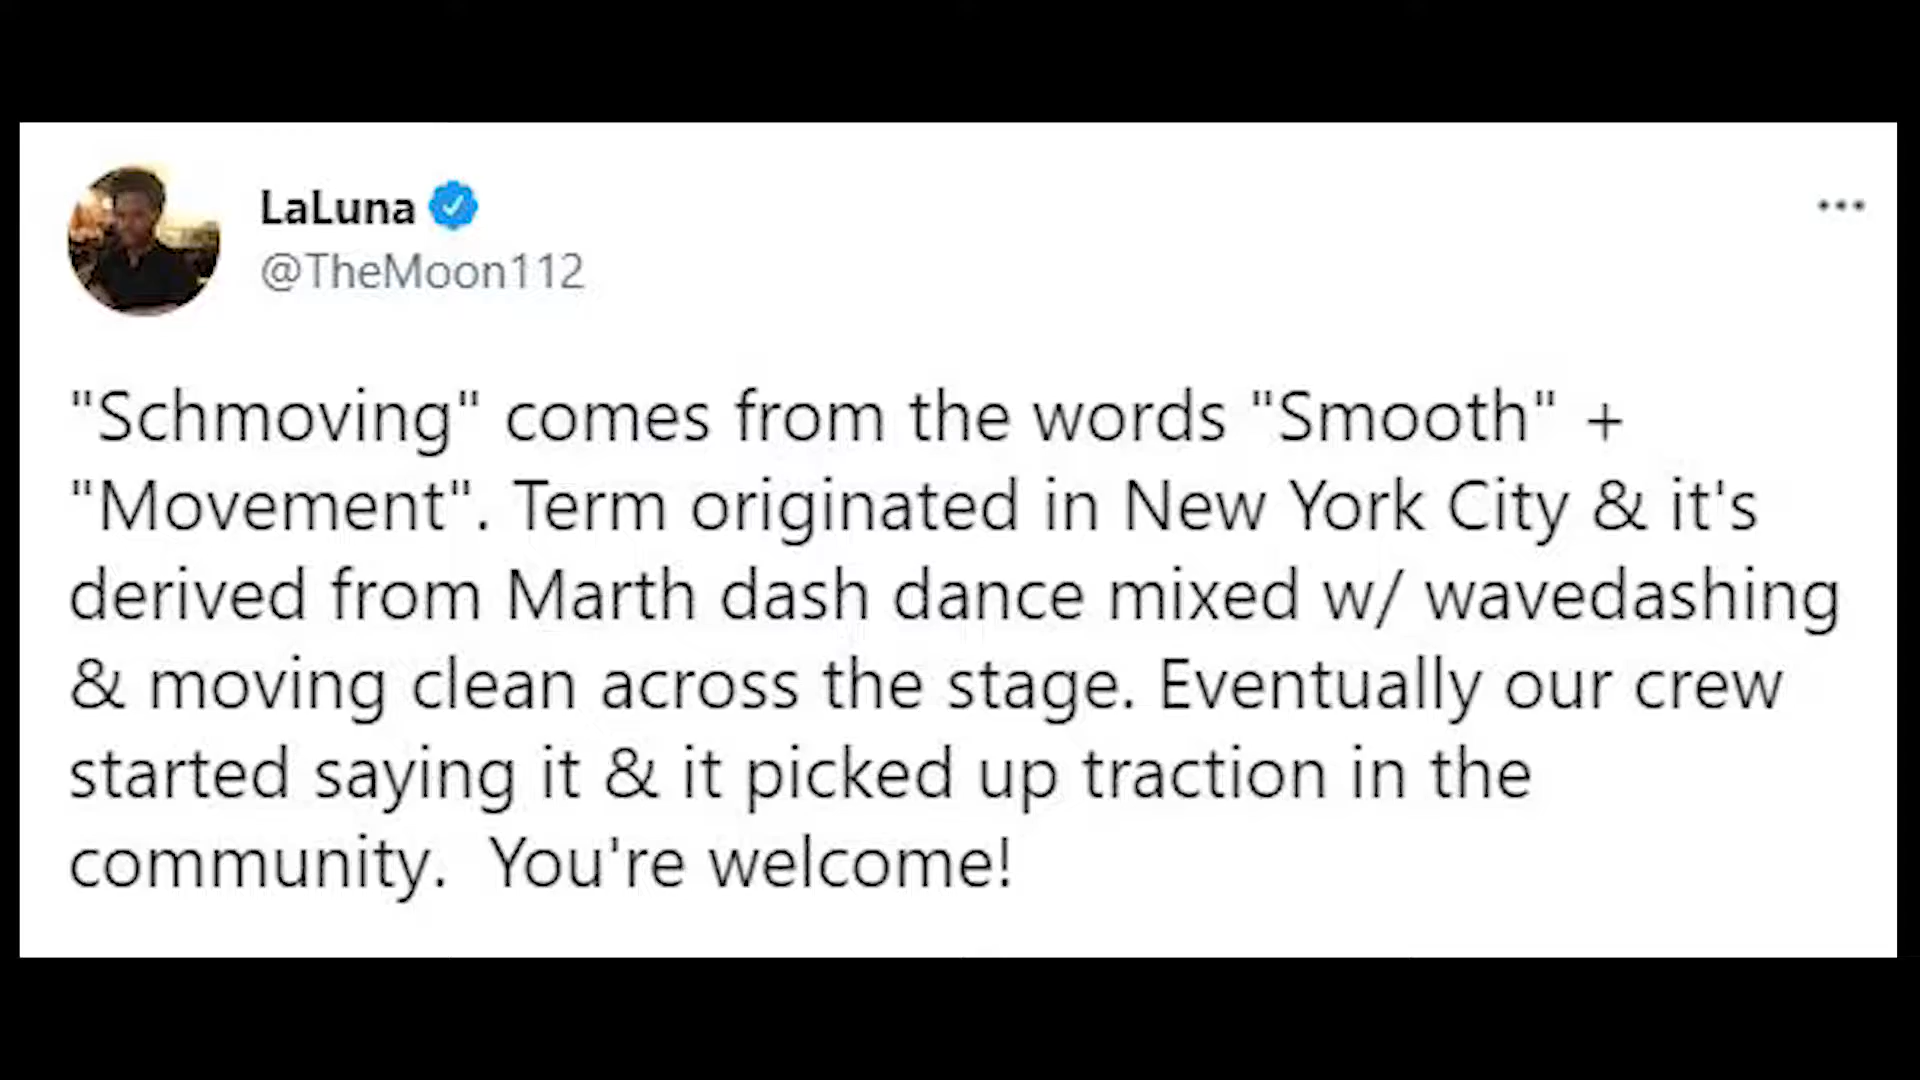 LaLuna
@TheMoon112
"Schmoving" comes from the words "Smooth" +
"Movement". Term originated in New York City & it's
derived from Marth dash dance mixed w/ wavedashing
& moving clean across the stage. Eventually our crew
started saying it & it picked up traction in the
community.  You're welcome!